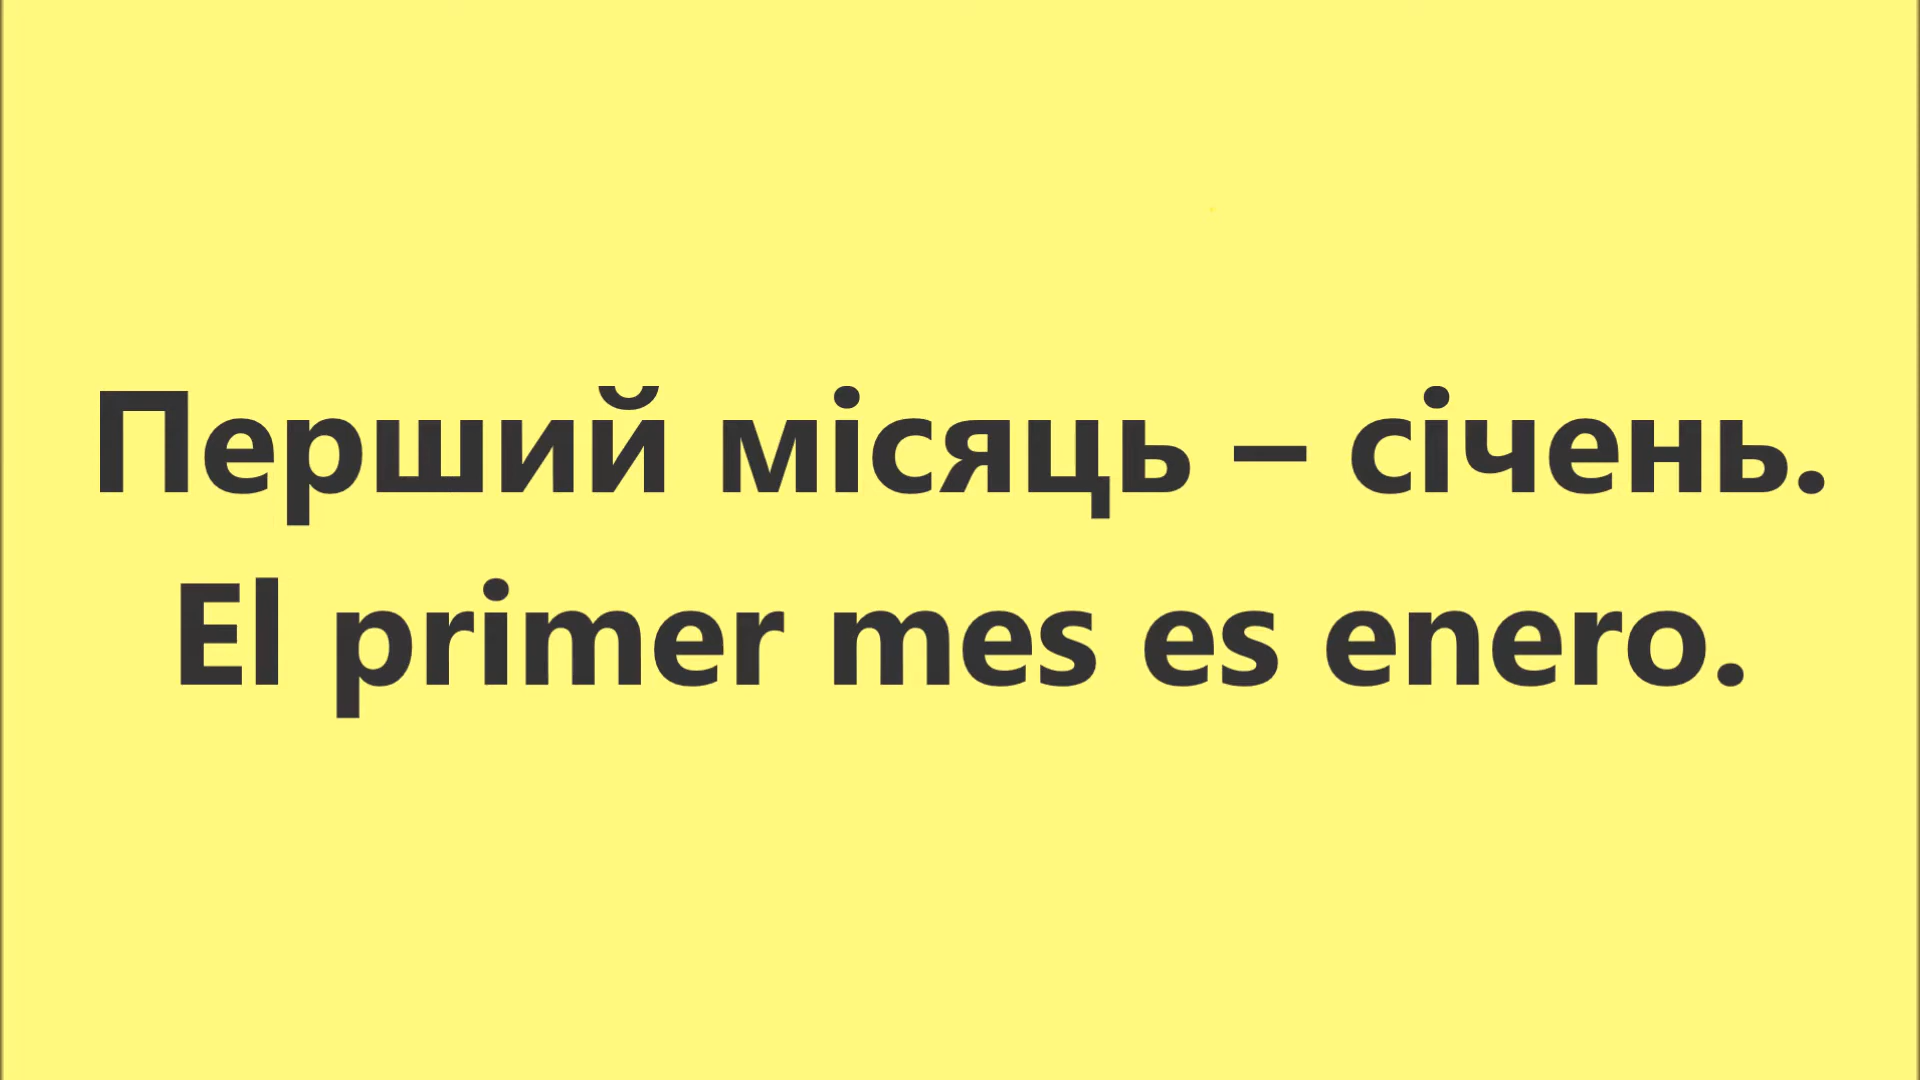 Перший місяць – січень.
El primer mes es enero.